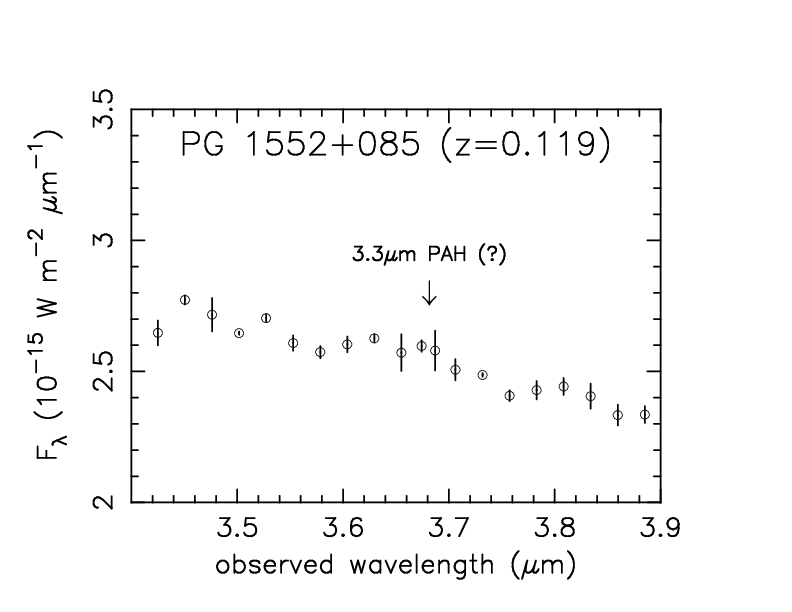 PG 1552+085 (z=0.119)
3.3μm PAH (?)
↓
F_λ (10^−15 W m^−2 μm^−1)
3.5
3
2.5
2
3.5 3.6 3.7 3.8 3.9
observed wavelength (μm)